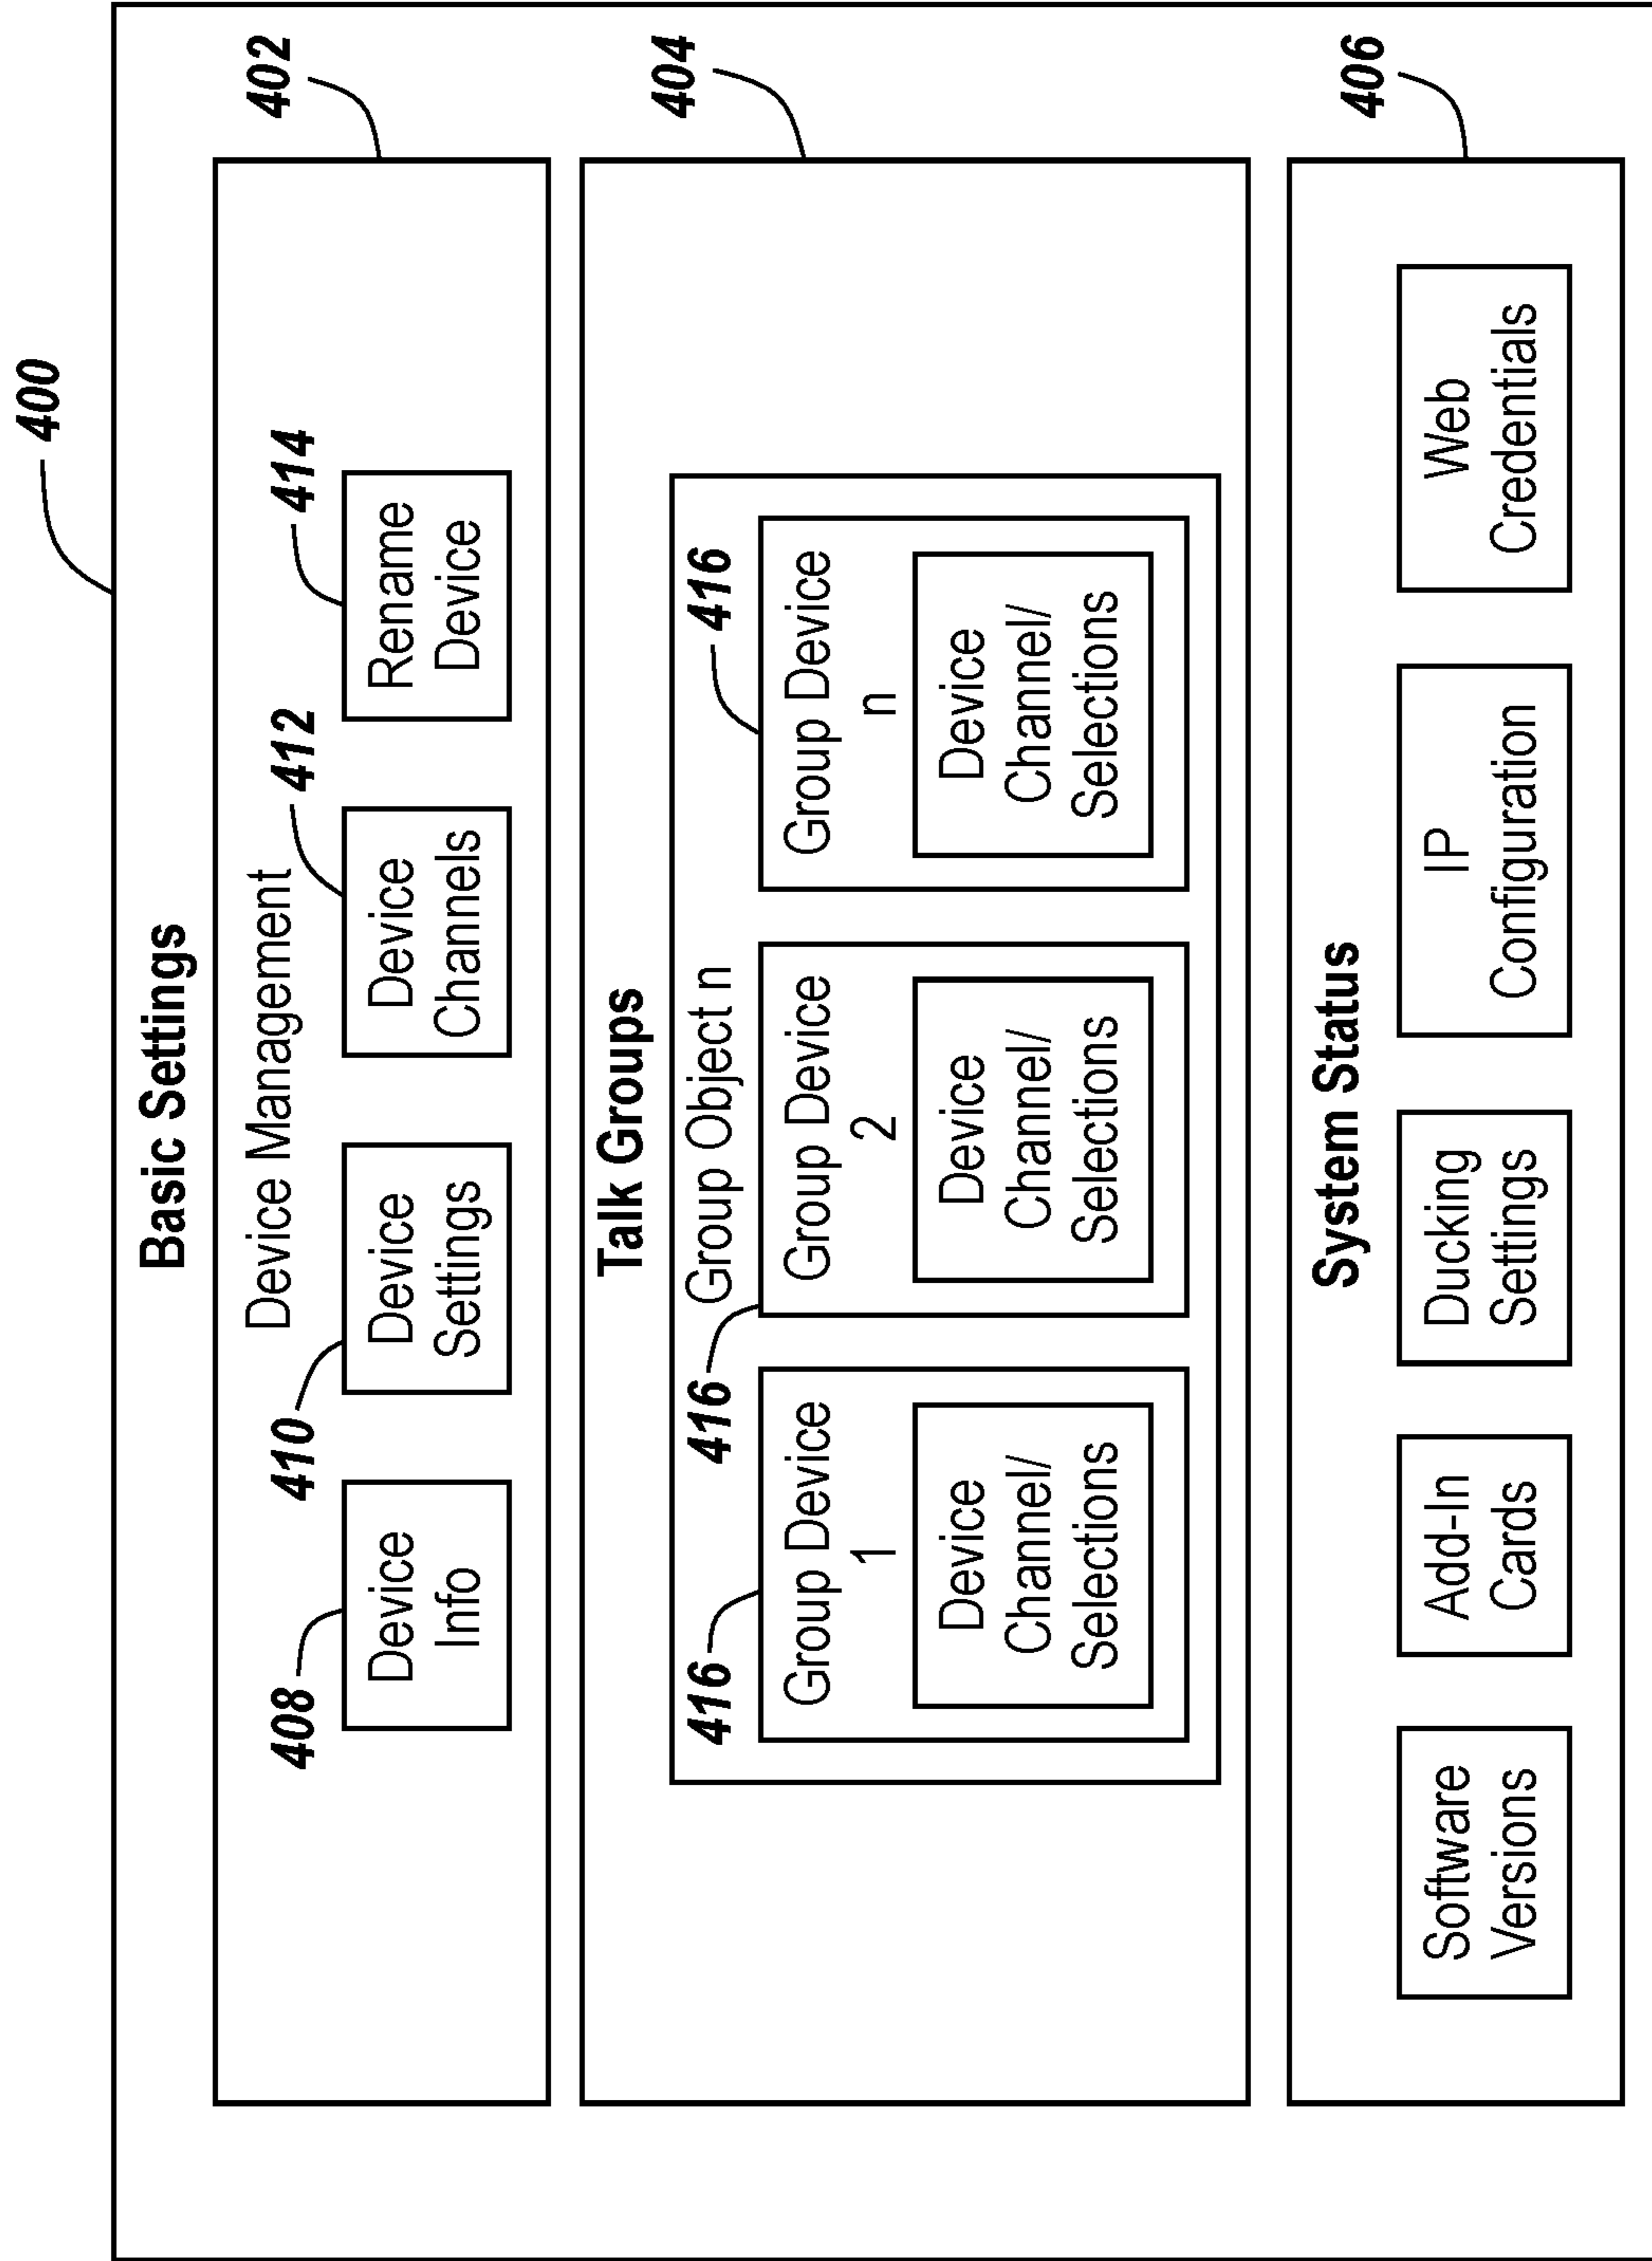 400
Basic Settings
402
Device Management
408
410
412
414
Device
Info
Device
Settings
Device
Channels
Rename
Device
404
Talk Groups
Group Object n
416
416
416
Group Device
1
Device
Channel/
Selections
Group Device
2
Device
Channel/
Selections
Group Device
n
Device
Channel/
Selections
406
System Status
Software
Versions
Add-In
Cards
Ducking
Settings
IP
Configuration
Web
Credentials